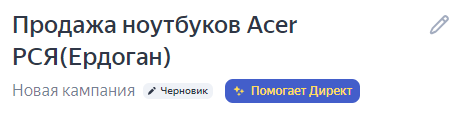 Продажа ноутбуков Acer
РСЯ(Ердоган)
Новая кампания Черновик Помогает Директ